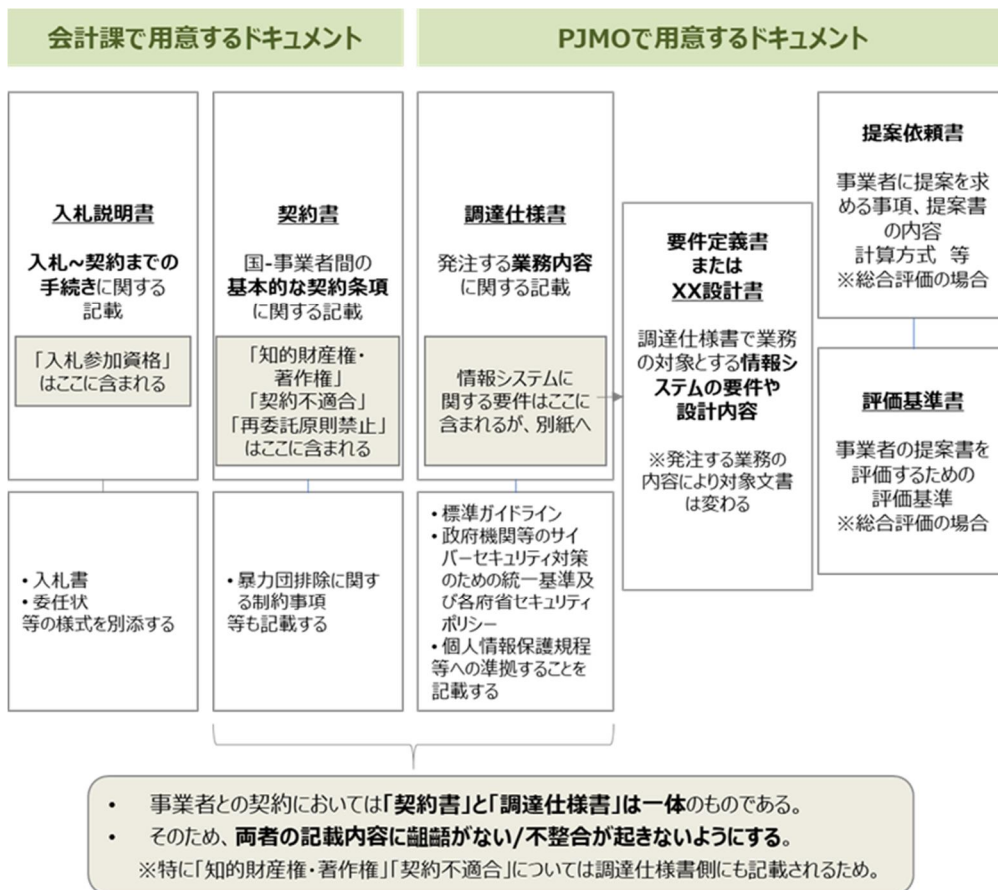 会計課で用意するドキュメント
PJMOで用意するドキュメント
入札説明書
入札~契約までの
手続きに関する
記載
「入札参加資格」
はここに含まれる
・入札書
・委任状
等の様式を別添する
契約書
国-事業者間の
基本的な契約条項
に関する記載
「知的財産権・
著作権」
「契約不適合」
「再委託原則禁止」
はここに含まれる
・暴力団排除に関す
る制約事項
等も記載する
調達仕様書
発注する業務内容
に関する記載
情報システムに
関する要件はここに
含まれるが、別紙へ
・標準ガイドライン
・政府機関等のサイ
バーセキュリティ対策
のための統一基準及
び各府省セキュリティ
ポリシー
・個人情報保護規程
等への準拠することを
記載する
要件定義書
または
XX設計書
調達仕様書で業務
の対象とする情報シ
ステムの要件や
設計内容
※発注する業務の
内容により対象文書
は変わる
提案依頼書
事業者に提案を求
める事項、提案書
の内容
計算方式 等
※総合評価の場合
評価基準書
事業者の提案書を
評価するための
評価基準
※総合評価の場合
・事業者との契約においては「契約書」と「調達仕様書」は一体のものである。
・そのため、両者の記載内容に齟齬がない/不整合が起きないようにする。
※特に「知的財産権・著作権」「契約不適合」については調達仕様書側にも記載されるため。